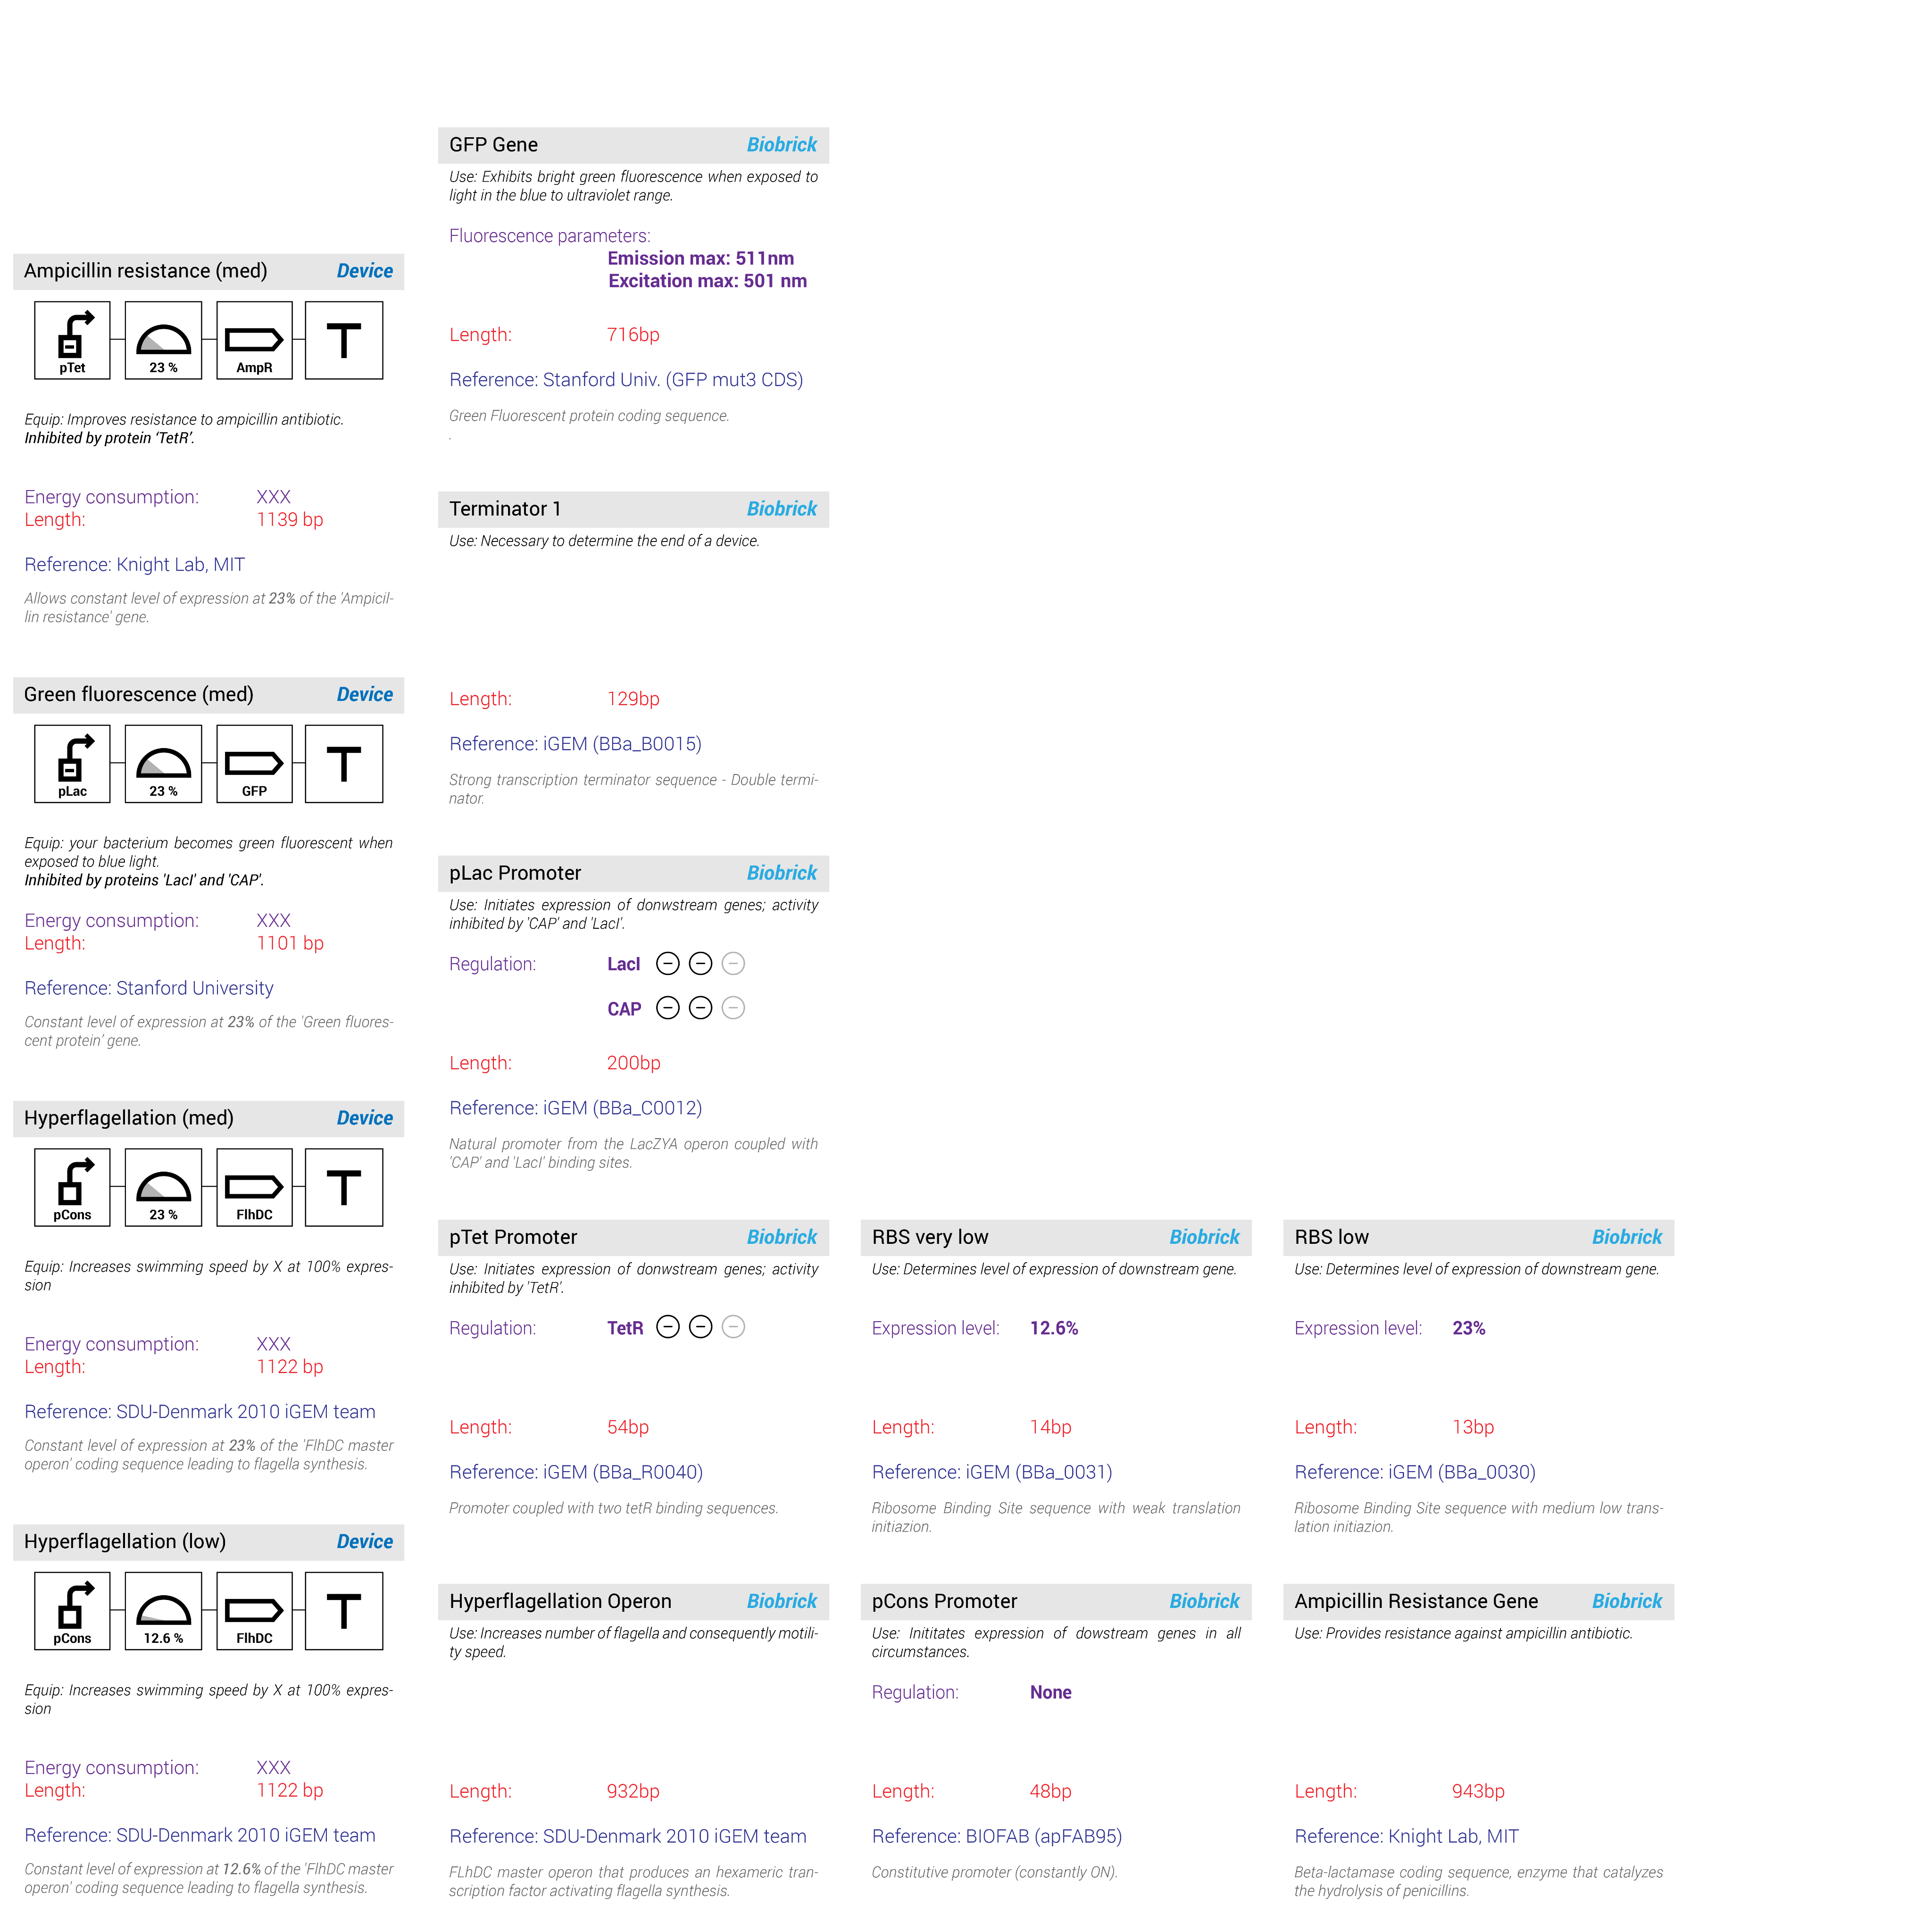 Ampicillin resistance (med) Device
pTet 23 % AmpR T
Equip: Improves resistance to ampicillin antibiotic.
Inhibited by protein ‘TetR’.
Energy consumption: XXX
Length: 1139 bp
Reference: Knight Lab, MIT
Allows constant level of expression at 23% of the 'Ampicil-
lin resistance' gene.
Green fluorescence (med) Device
pLac 23 % GFP T
Equip: your bacterium becomes green fluorescent when
exposed to blue light.
Inhibited by proteins 'LacI' and 'CAP'.
Energy consumption: XXX
Length: 1101 bp
Reference: Stanford University
Constant level of expression at 23% of the 'Green fluores-
cent protein’ gene.
Hyperflagellation (med) Device
pCons 23 % FlhDC T
Equip: Increases swimming speed by X at 100% expres-
sion
Energy consumption: XXX
Length: 1122 bp
Reference: SDU-Denmark 2010 iGEM team
Constant level of expression at 23% of the 'FlhDC master
operon' coding sequence leading to flagella synthesis.
Hyperflagellation (low) Device
pCons 12.6 % FlhDC T
Equip: Increases swimming speed by X at 100% expres-
sion
Energy consumption: XXX
Length: 1122 bp
Reference: SDU-Denmark 2010 iGEM team
Constant level of expression at 12.6% of the 'FlhDC master
operon' coding sequence leading to flagella synthesis.
GFP Gene Biobrick
Use: Exhibits bright green fluorescence when exposed to
light in the blue to ultraviolet range.
Fluorescence parameters:
Emission max: 511nm
Excitation max: 501 nm
Length: 716bp
Reference: Stanford Univ. (GFP mut3 CDS)
Green Fluorescent protein coding sequence.
.
Terminator 1 Biobrick
Use: Necessary to determine the end of a device.
Length: 129bp
Reference: iGEM (BBa_B0015)
Strong transcription terminator sequence - Double termi-
nator.
pLac Promoter Biobrick
Use: Initiates expression of donwstream genes; activity
inhibited by 'CAP' and 'LacI'.
Regulation: LacI
CAP
Length: 200bp
Reference: iGEM (BBa_C0012)
Natural promoter from the LacZYA operon coupled with
'CAP' and 'LacI' binding sites.
pTet Promoter Biobrick
Use: Initiates expression of donwstream genes; activity
inhibited by 'TetR'.
Regulation: TetR
Length: 54bp
Reference: iGEM (BBa_R0040)
Promoter coupled with two tetR binding sequences.
RBS very low Biobrick
Use: Determines level of expression of downstream gene.
Expression level: 12.6%
Length: 14bp
Reference: iGEM (BBa_0031)
Ribosome Binding Site sequence with weak translation
initiazion.
RBS low Biobrick
Use: Determines level of expression of downstream gene.
Expression level: 23%
Length: 13bp
Reference: iGEM (BBa_0030)
Ribosome Binding Site sequence with medium low trans-
lation initiazion.
Hyperflagellation Operon Biobrick
Use: Increases number of flagella and consequently motili-
ty speed.
Length: 932bp
Reference: SDU-Denmark 2010 iGEM team
FLhDC master operon that produces an hexameric tran-
scription factor activating flagella synthesis.
pCons Promoter Biobrick
Use: Inititates expression of dowstream genes in all
circumstances.
Regulation: None
Length: 48bp
Reference: BIOFAB (apFAB95)
Constitutive promoter (constantly ON).
Ampicillin Resistance Gene Biobrick
Use: Provides resistance against ampicillin antibiotic.
Length: 943bp
Reference: Knight Lab, MIT
Beta-lactamase coding sequence, enzyme that catalyzes
the hydrolysis of penicillins.